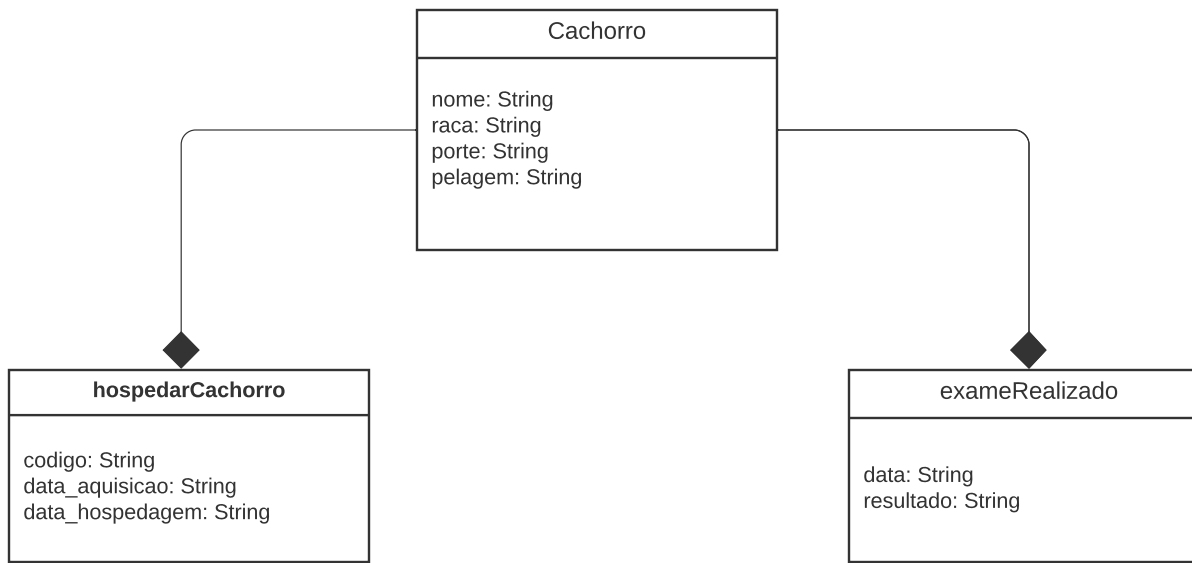 Cachorro
nome: String
raca: String
porte: String
pelagem: String
hospedarCachorro
codigo: String
data_aquisicao: String
data_hospedagem: String
exameRealizado
data: String
resultado: String